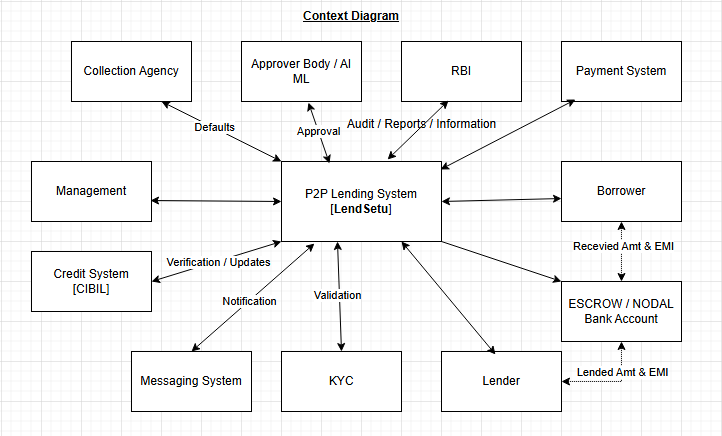 Context Diagram
Collection Agency
Approver Body / AI
ML
RBI
Payment System
Defaults
Approval
Audit / Reports / Information
Management
P2P Lending System
[LendSetu]
Borrower
Verification / Updates
Recevied Amt & EMI
Credit System
[CIBIL]
Notification
Validation
ESCROW / NODAL
Bank Account
Messaging System
KYC
Lender
Lended Amt & EMI